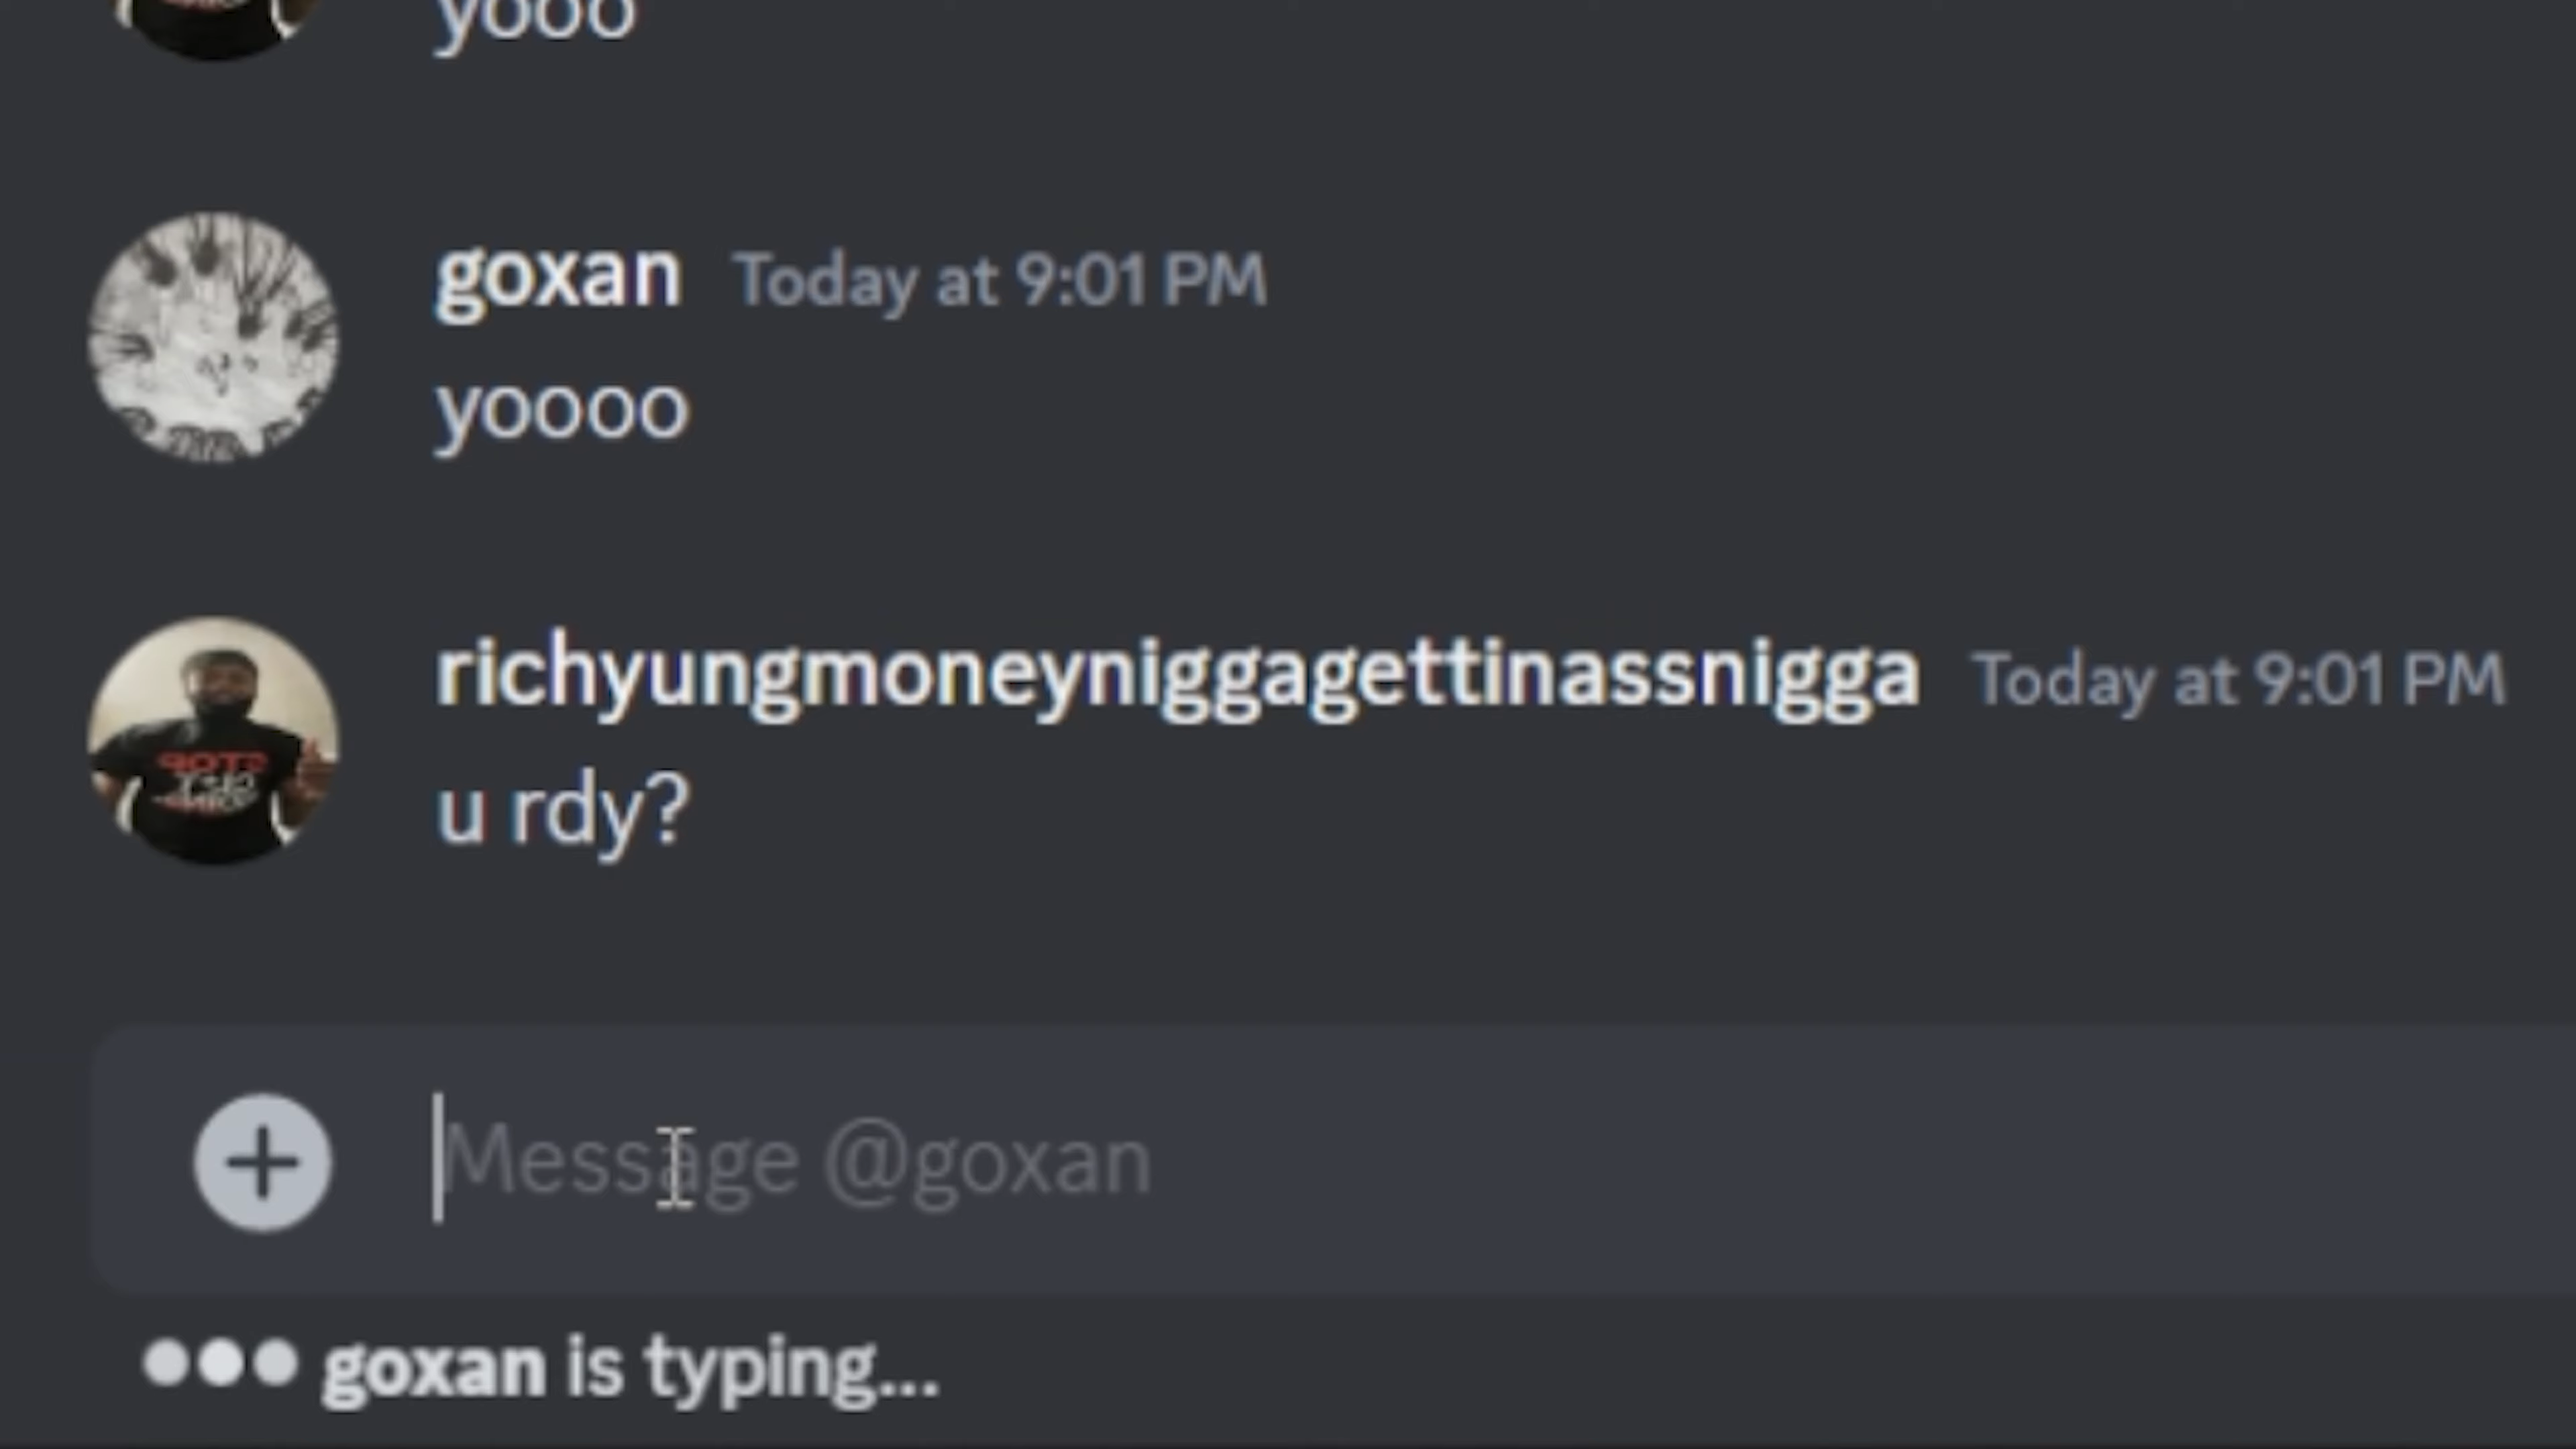 yooo
goxan Today at 9:01 PM
yoooo
richyungmoneyniggagettinassnigga Today at 9:01 PM
u rdy?
Message @goxan
goxan is typing...